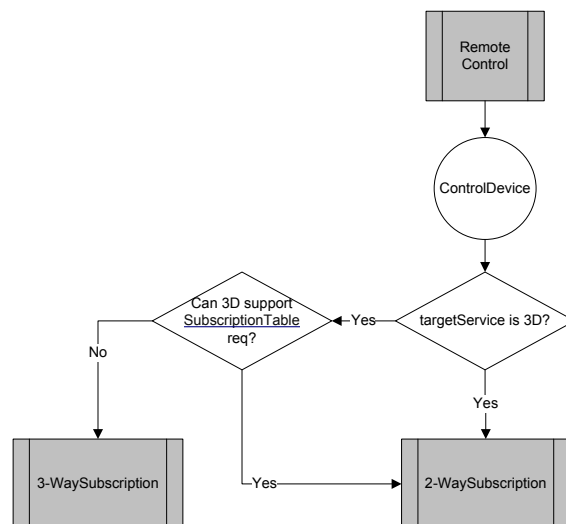 Remote
Control
ControlDevice
Can 3D support
SubscriptionTable
req?
Yes
targetService is 3D?
No
Yes
3-WaySubscription
Yes
2-WaySubscription